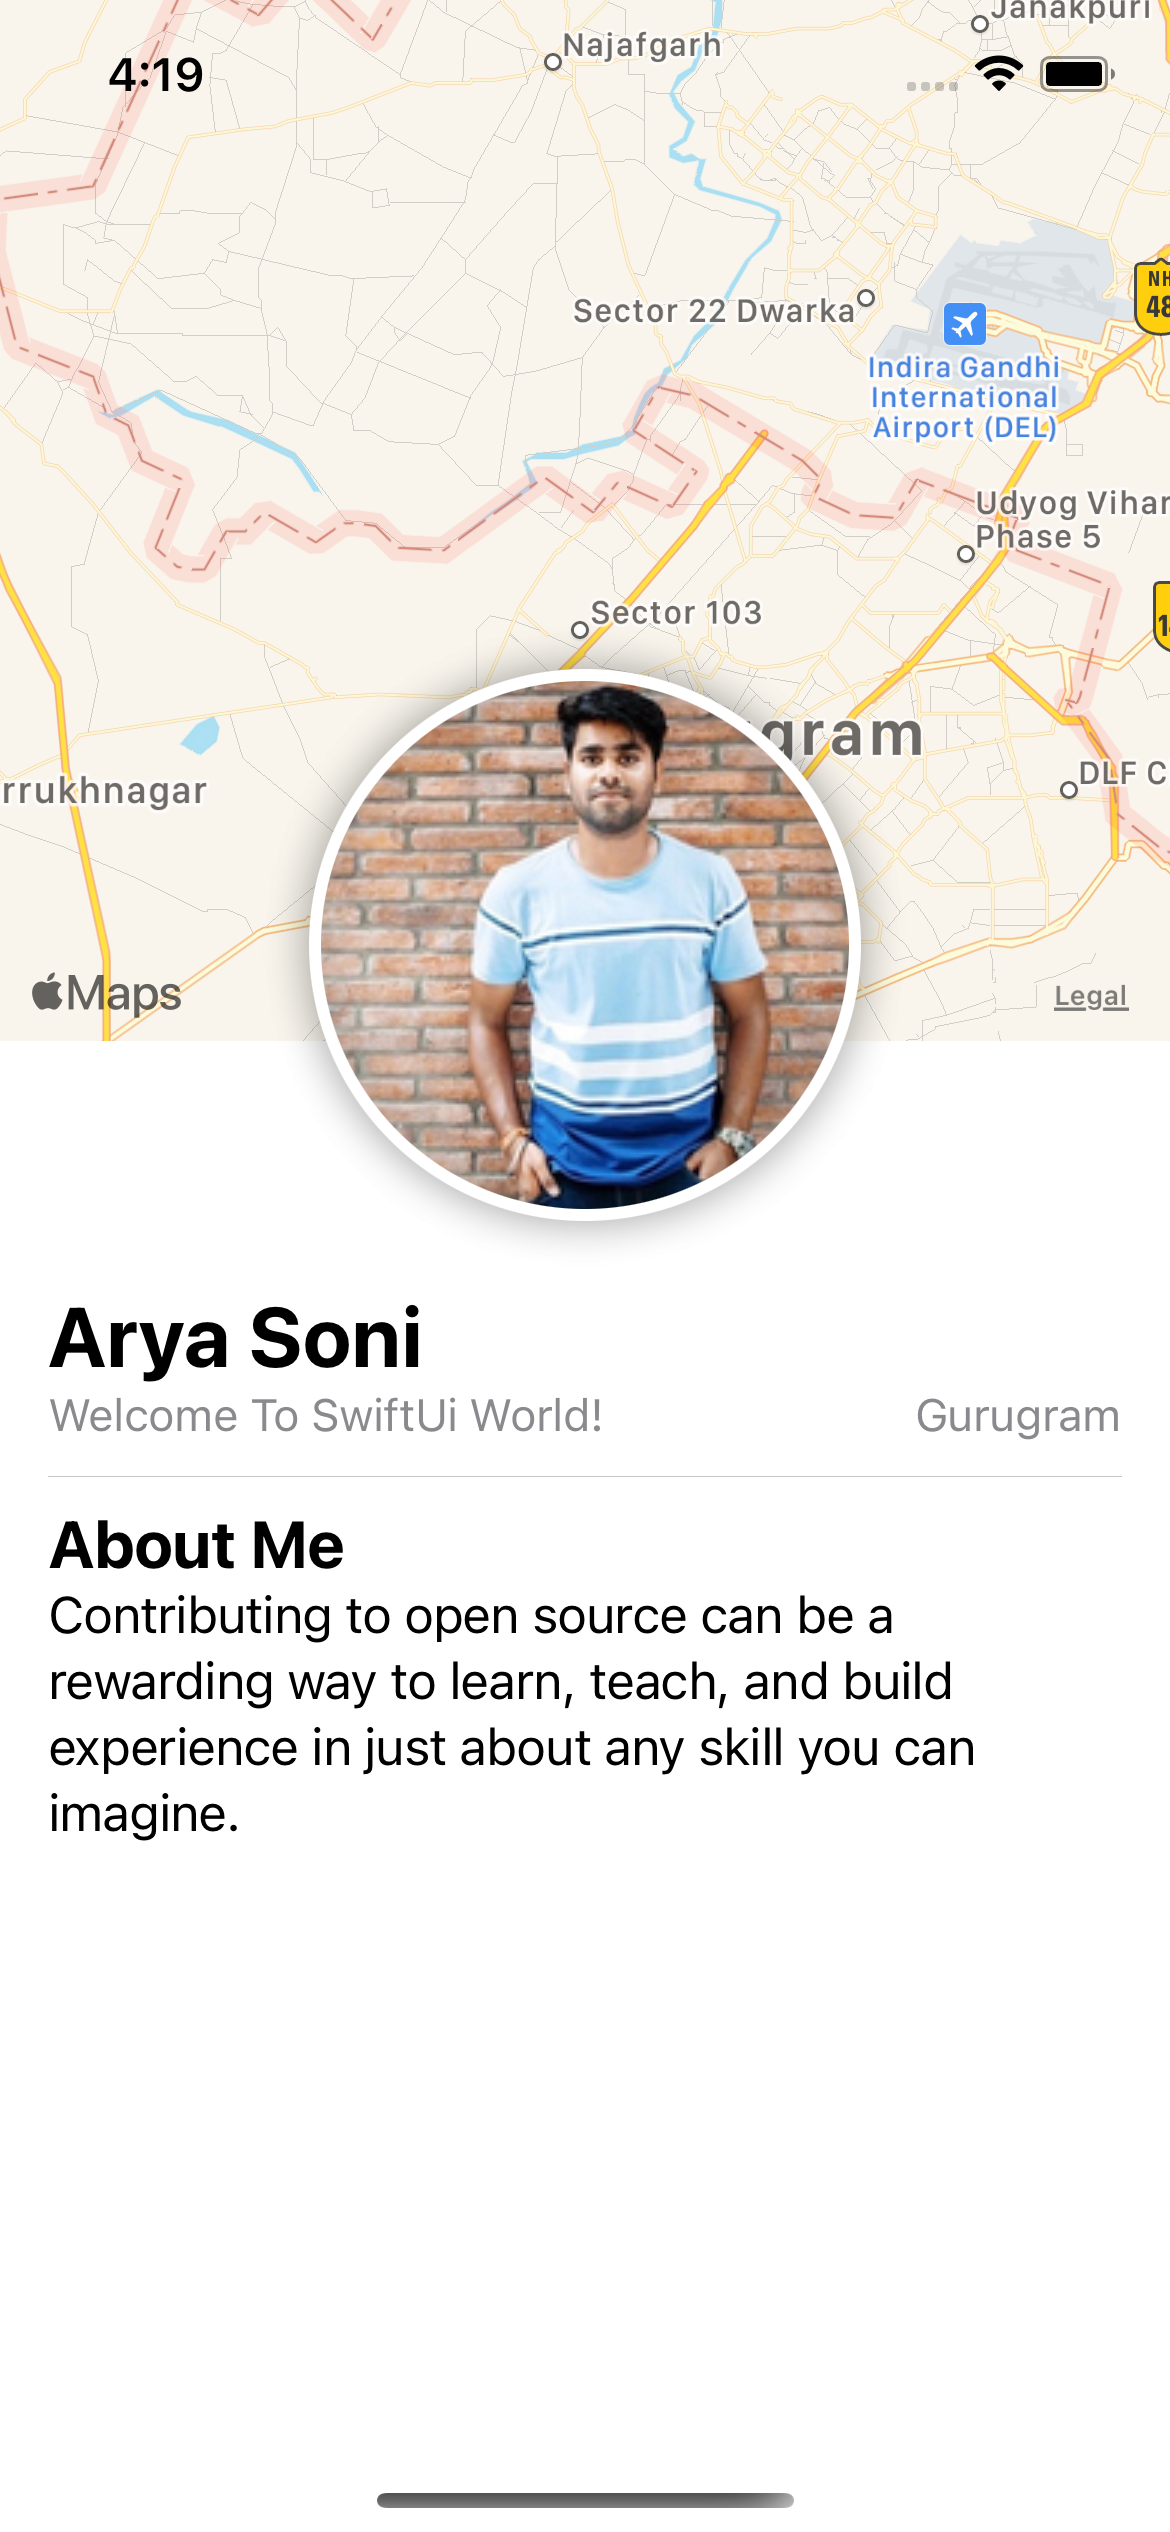 Janakpuri
Najafgarh
4:19
Sector 22 Dwarka
NH
48
Indira Gandhi
International
Airport (DEL)
Udyog Vihar
Phase 5
Sector 103
gram
DLF C
rrukhnagar
Maps
Legal
Arya Soni
Welcome To SwiftUi World!
Gurugram
About Me
Contributing to open source can be a
rewarding way to learn, teach, and build
experience in just about any skill you can
imagine.